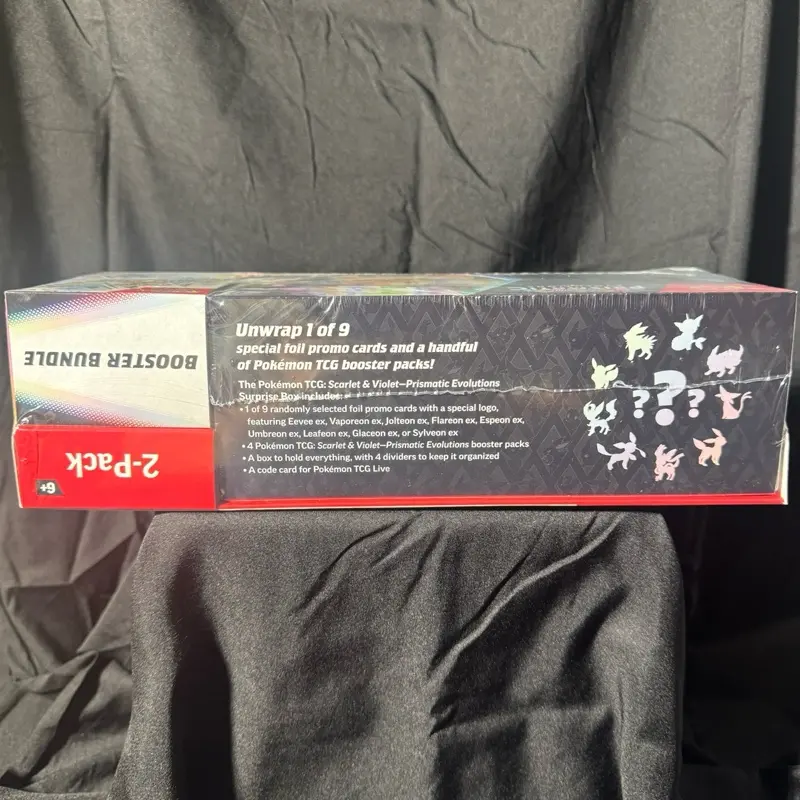 BOOSTER BUNDLE
2-Pack
6+
Unwrap 1 of 9
special foil promo cards and a handful
of Pokémon TCG booster packs!
The Pokémon TCG: Scarlet & Violet—Prismatic Evolutions
Surprise Box includes:
• 1 of 9 randomly selected foil promo cards with a special logo,
featuring Eevee ex, Vaporeon ex, Jolteon ex, Flareon ex, Espeon ex,
Umbreon ex, Leafeon ex, Glaceon ex, or Sylveon ex
• 4 Pokémon TCG: Scarlet & Violet—Prismatic Evolutions booster packs
• A box to hold everything, with 4 dividers to keep it organized
• A code card for Pokémon TCG Live
? ? ?